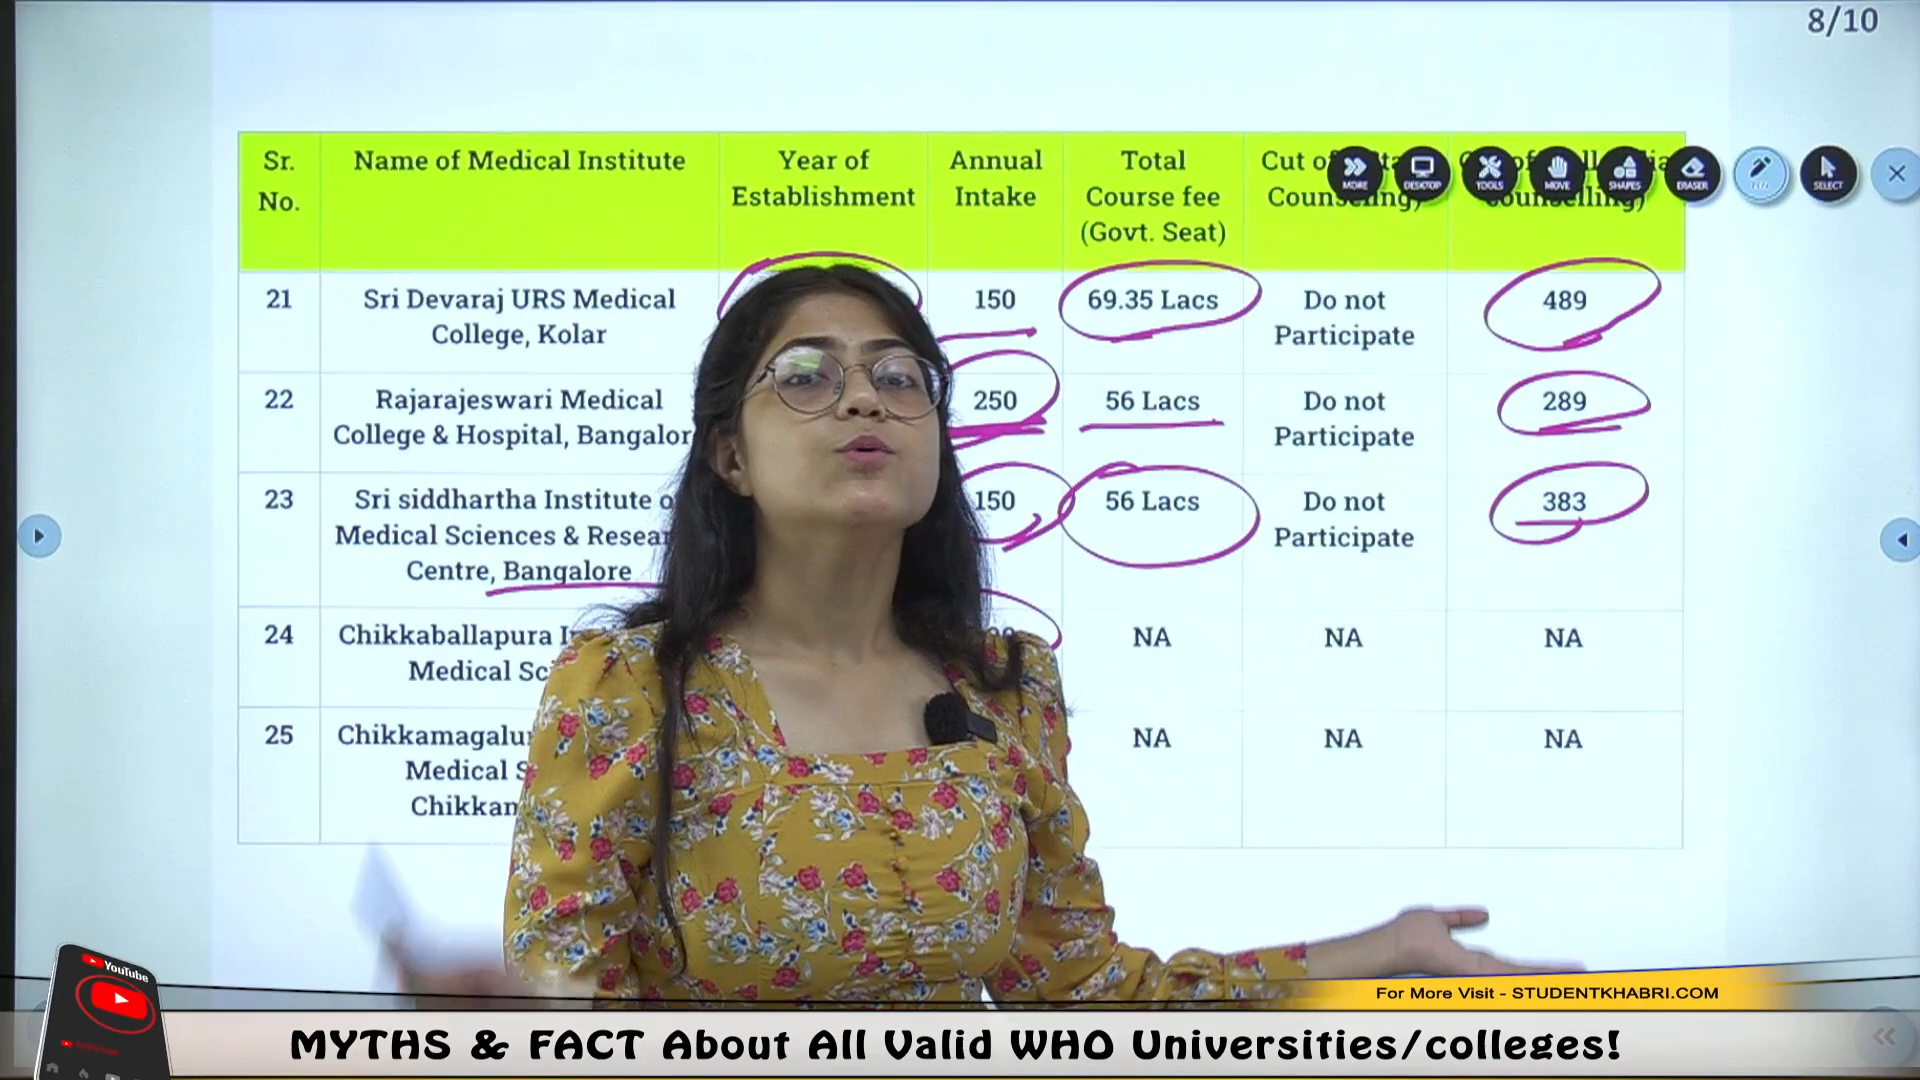 8/10
Sr. No.
Name of Medical Institute
Year of Establishment
Annual Intake
Total Course fee (Govt. Seat)
Cut of
MORE
DESKTOP
TOOLS
MOVE
SHAPES
ERASER
SELECT
21
Sri Devaraj URS Medical
College, Kolar
150
69.35 Lacs
Do not
Participate
489
22
Rajarajeswari Medical
College & Hospital, Bangalor
250
56 Lacs
Do not
Participate
289
23
Sri siddhartha Institute o
Medical Sciences & Resear
Centre, Bangalore
150
56 Lacs
Do not
Participate
383
24
Chikkaballapura
Medical Sc
NA
NA
NA
25
Chikkamagalu
Medical S
Chikkam
NA
NA
NA
YouTube
For More Visit - STUDENTKHABRI.COM
MYTHS & FACT About All Valid WHO Universities/colleges!